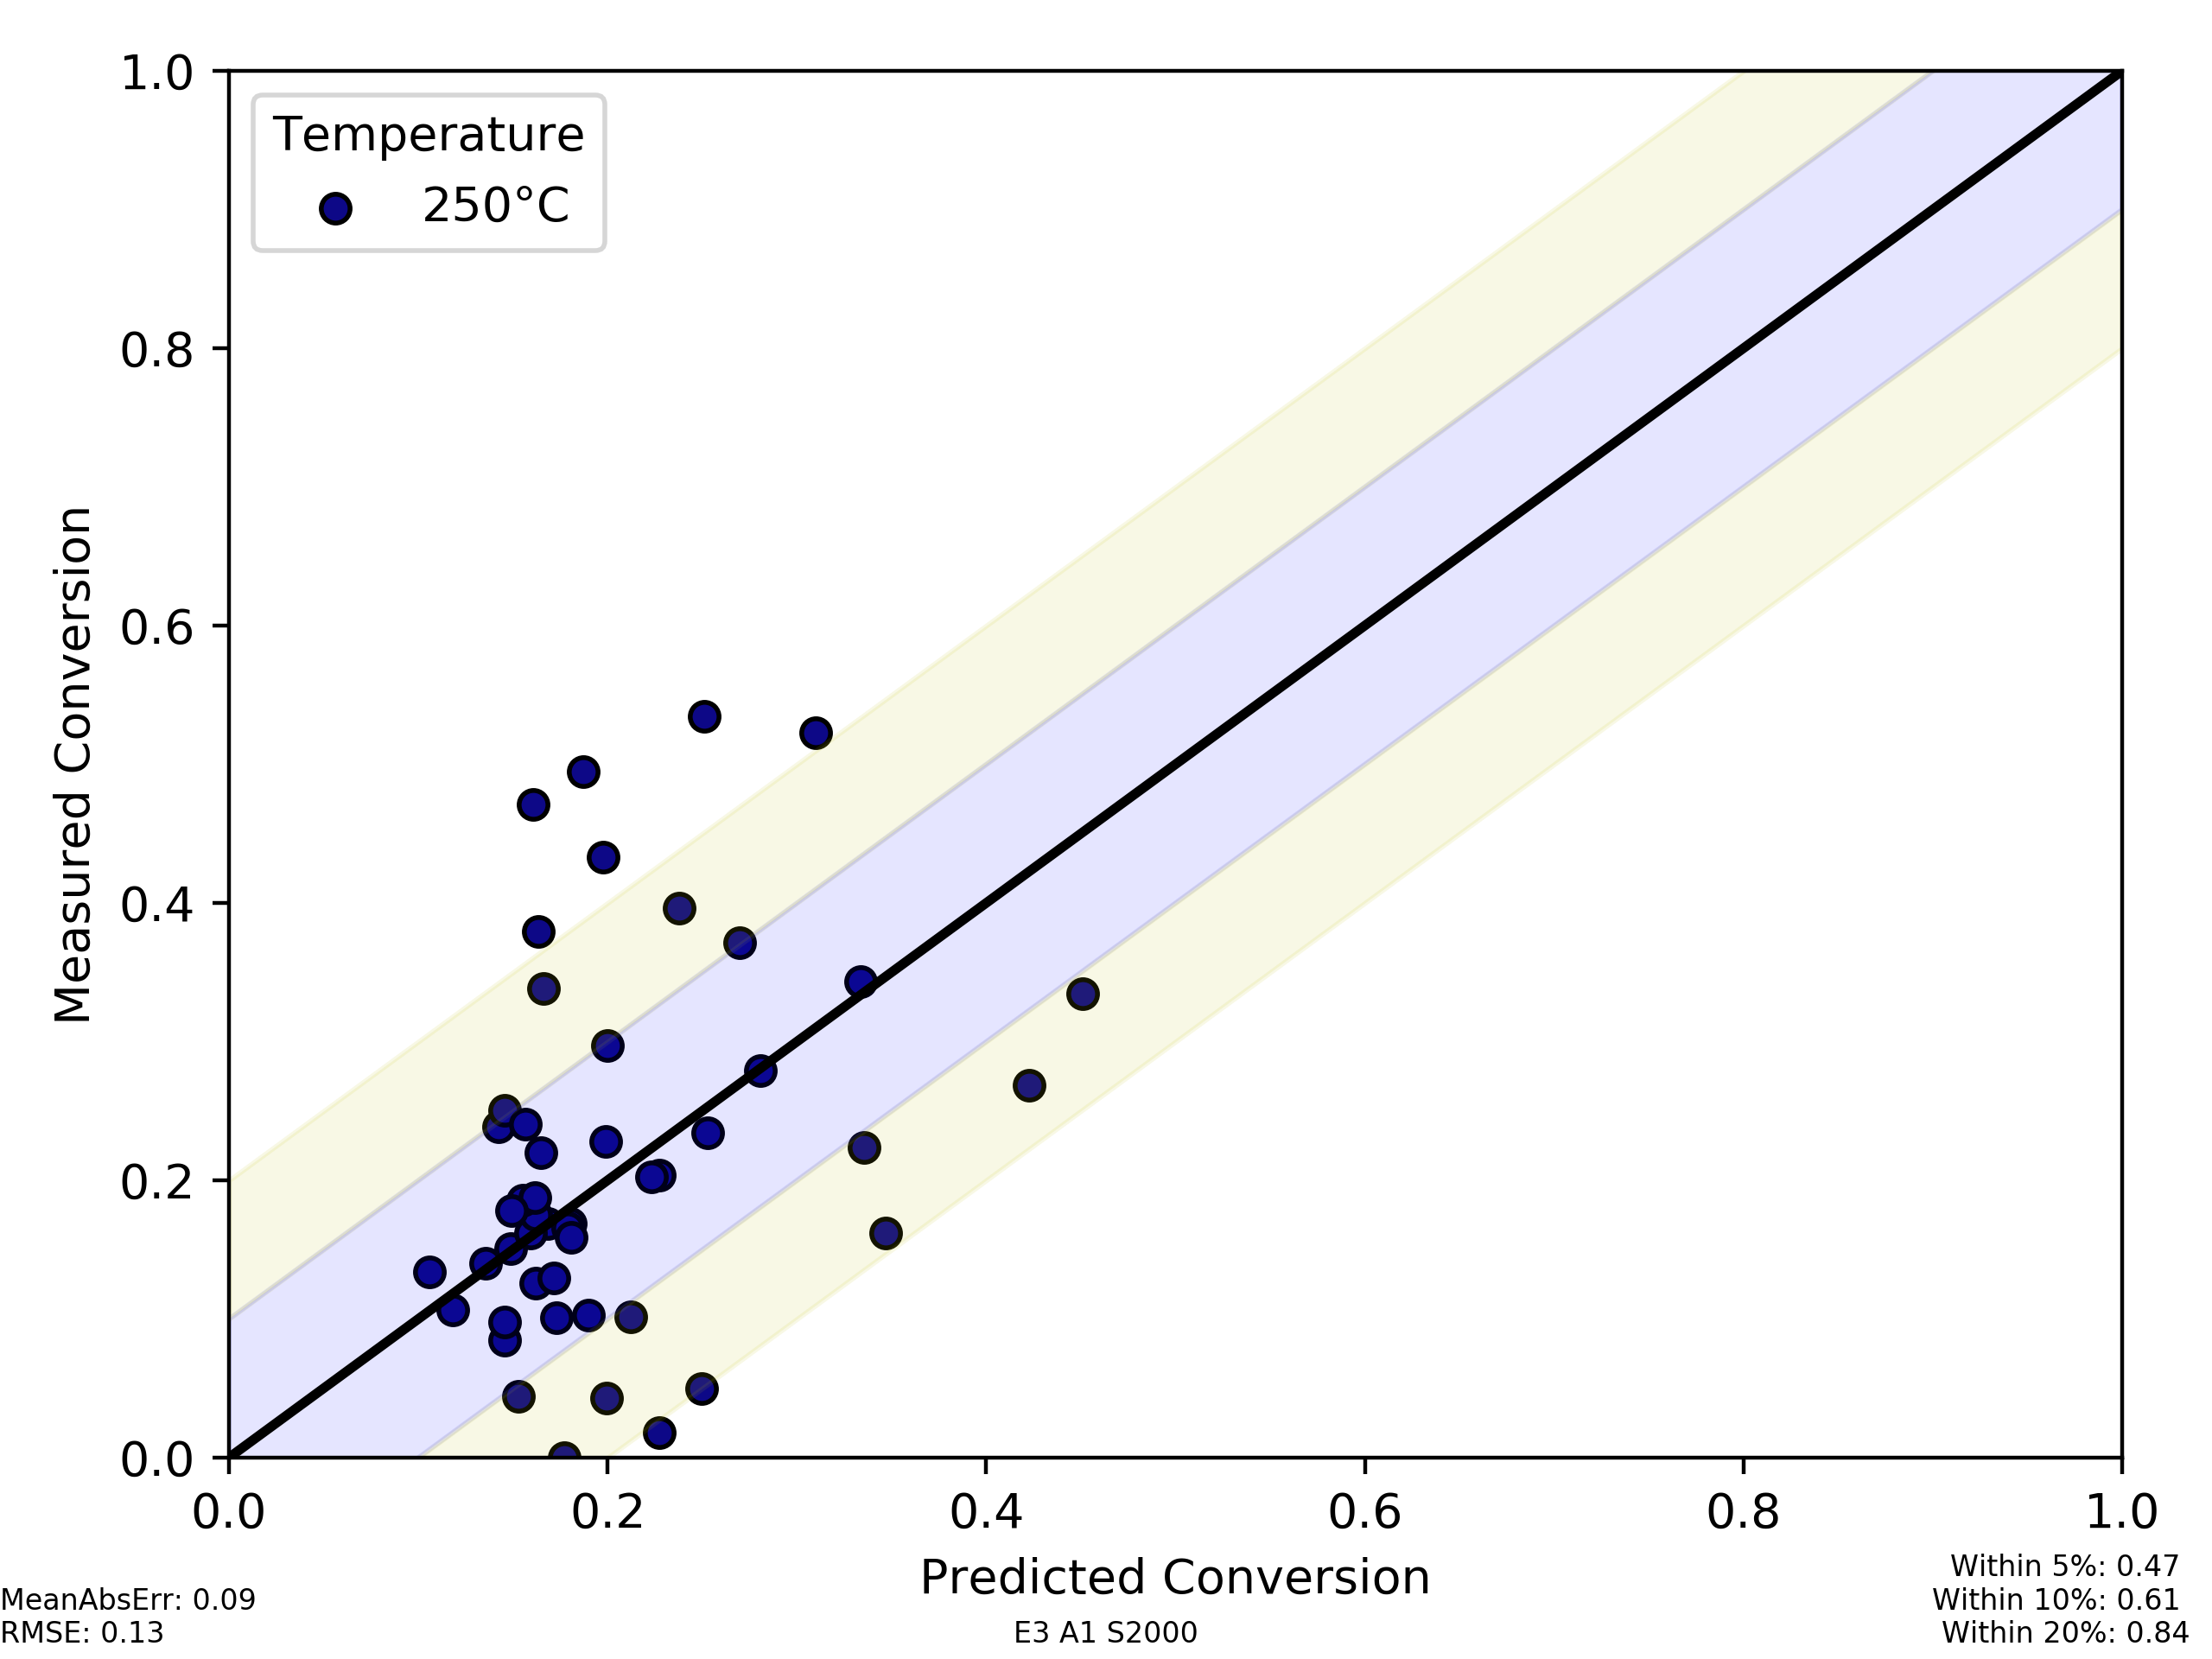 1.0
0.8
0.6
0.4
0.2
0.0
Measured Conversion
Temperature
250°C
0.0 0.2 0.4 0.6 0.8 1.0
Predicted Conversion
MeanAbsErr: 0.09
RMSE: 0.13
E3 A1 S2000
Within 5%: 0.47
Within 10%: 0.61
Within 20%: 0.84